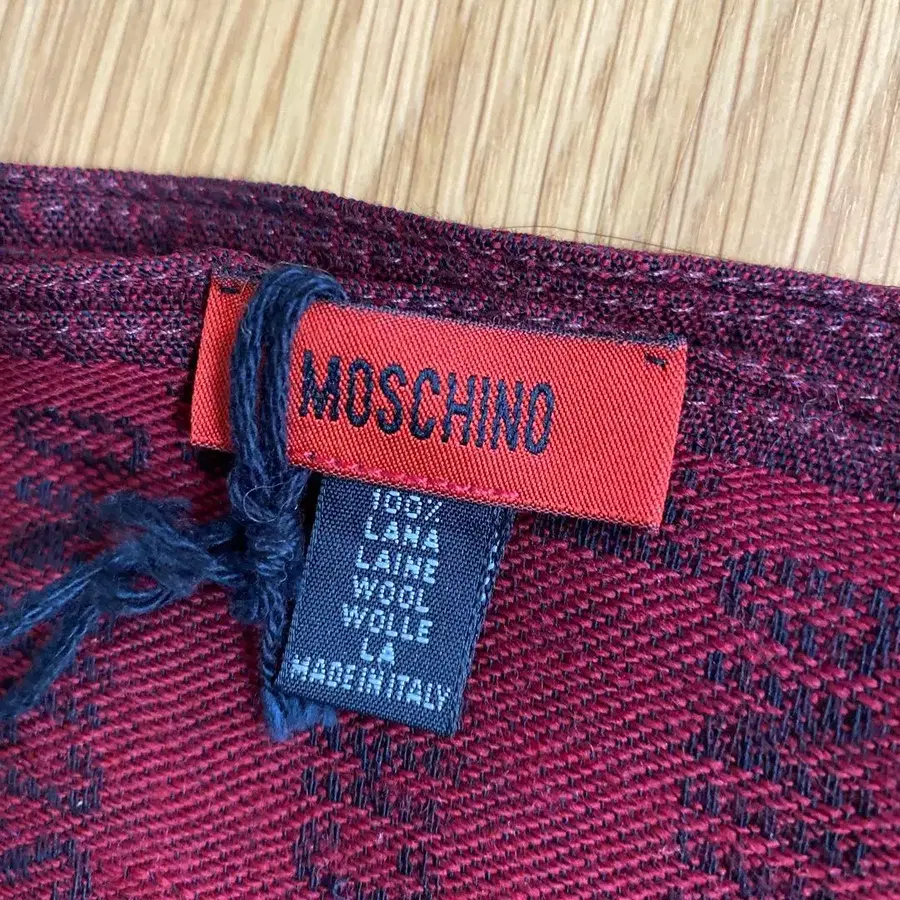 MOSCHINO
100%
LANA
LAINE
WOOL
WOLLE
LA
MADE IN ITALY